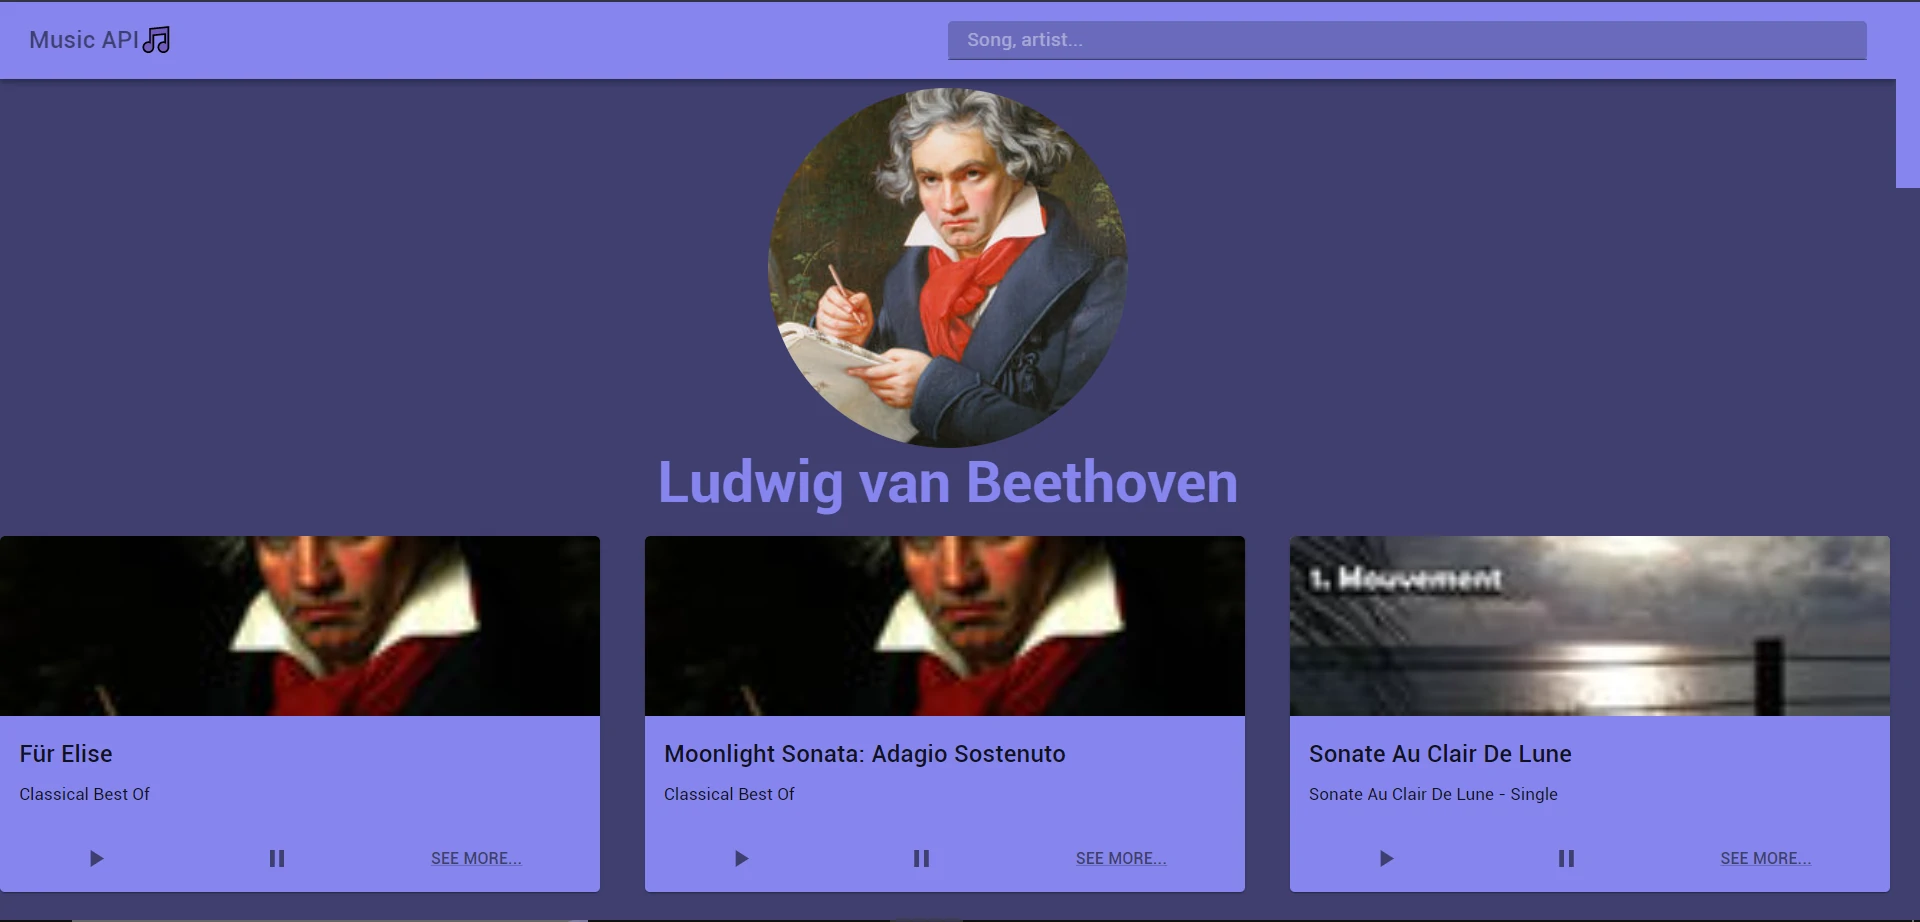 Music API
Song, artist...
Ludwig van Beethoven
1. Mouvement
Für Elise
Classical Best Of
SEE MORE...
Moonlight Sonata: Adagio Sostenuto
Classical Best Of
SEE MORE...
Sonate Au Clair De Lune
Sonate Au Clair De Lune - Single
SEE MORE...